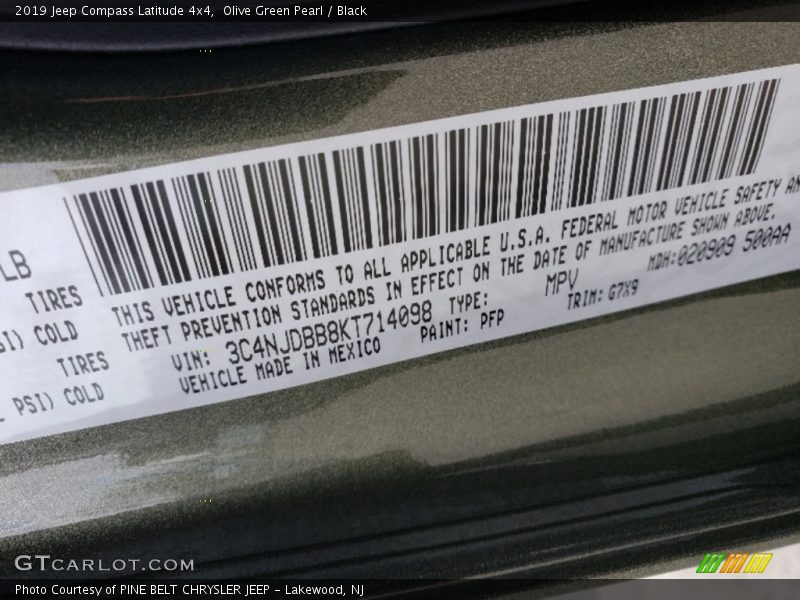 2019 Jeep Compass Latitude 4x4,  Olive Green Pearl / Black
LB
TIRES
SI) COLD
TIRES
PSI) COLD
THIS VEHICLE CONFORMS TO ALL APPLICABLE U.S.A. FEDERAL MOTOR VEHICLE SAFETY AN
THEFT PREVENTION STANDARDS IN EFFECT ON THE DATE OF MANUFACTURE SHOWN ABOVE.
VIN: 3C4NJDBB8KT714098 TYPE: MPV MDH:020909 500AA
VEHICLE MADE IN MEXICO PAINT: PFP TRIM: G7X9
GTCARLOT.COM
Photo Courtesy of PINE BELT CHRYSLER JEEP - Lakewood, NJ